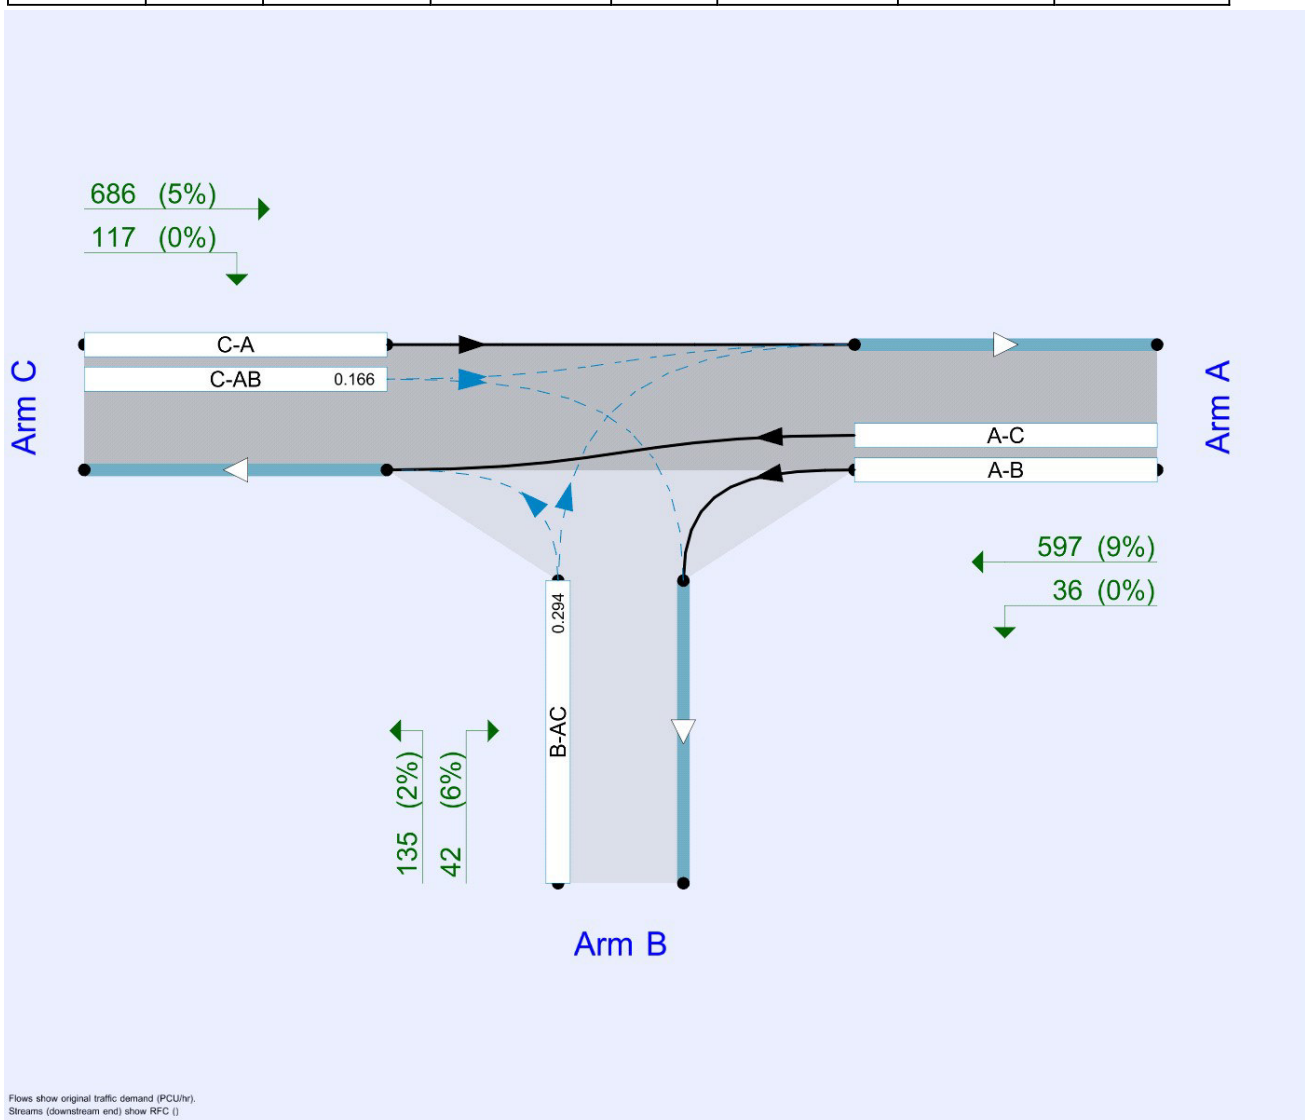 686 (5%)
117 (0%)
C-A
C-AB 0.166
Arm C
Arm A
A-C
A-B
597 (9%)
36 (0%)
0.294
B-AC
135 (2%)
42 (6%)
Arm B
Flows show original traffic demand (PCU/hr).
Streams (downstream end) show RFC ()